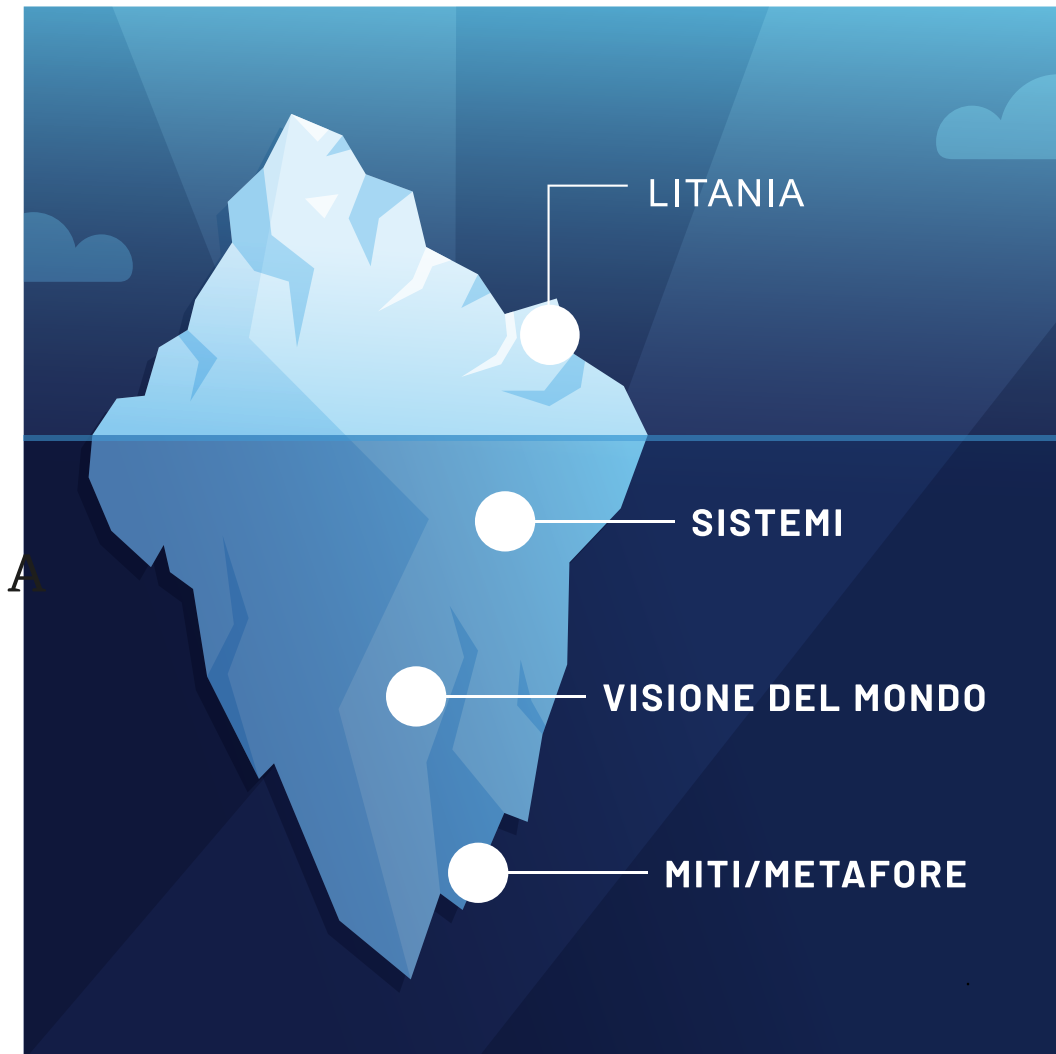 LITANIA
SISTEMI
A
VISIONE DEL MONDO
MITI/METAFORE